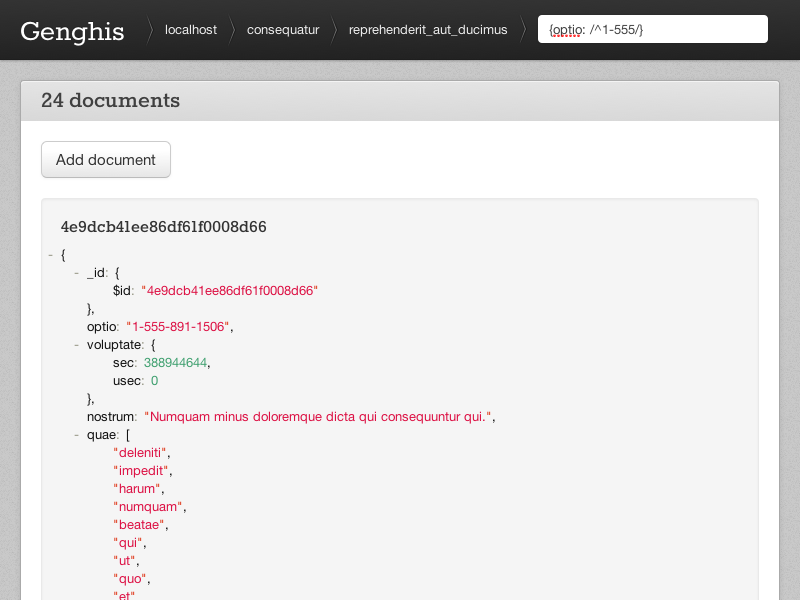 Genghis
localhost
consequatur
reprehenderit_aut_ducimus
{optio: /^1-555/}
24 documents
Add document
4e9dcb41ee86df61f0008d66
- {
- _id: {
$id: "4e9dcb41ee86df61f0008d66"
},
optio: "1-555-891-1506",
- voluptate: {
sec: 388944644,
usec: 0
},
nostrum: "Numquam minus doloremque dicta qui consequuntur qui.",
- quae: [
"deleniti",
"impedit",
"harum",
"numquam",
"beatae",
"qui",
"ut",
"quo",
"et"